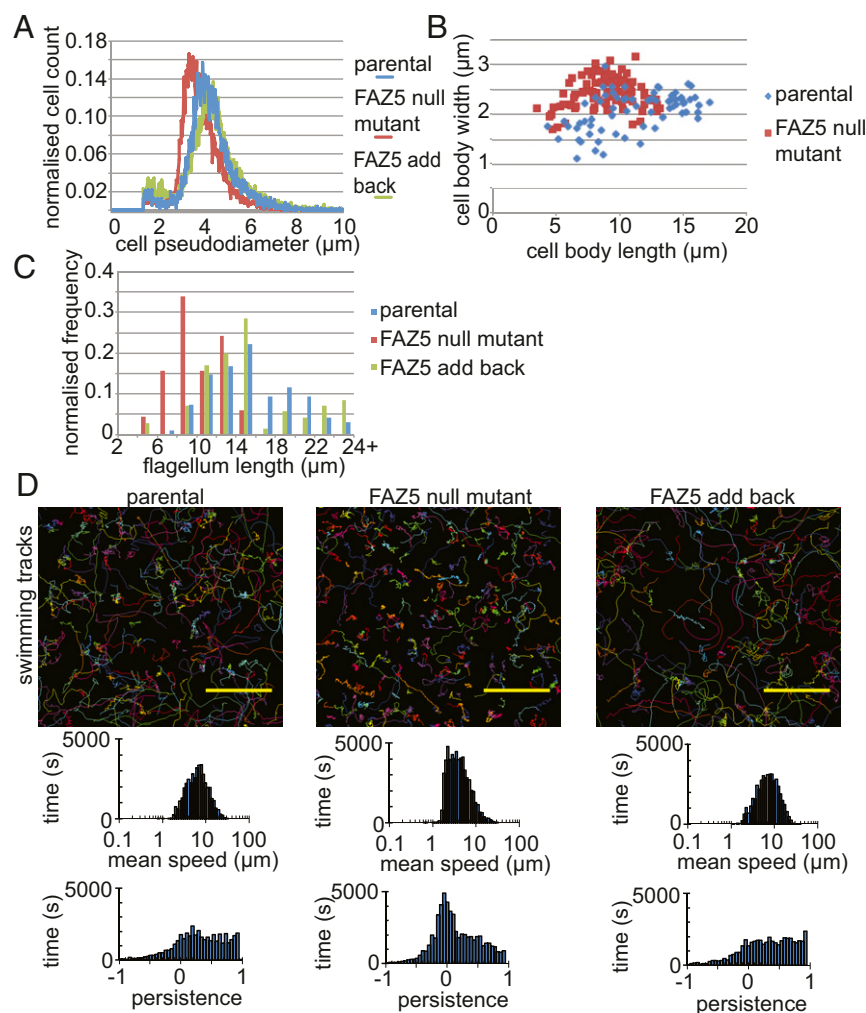 A
normalised cell count
0.18
0.14
0.10
0.06
0.02
0 2 4 6 8 10
cell pseudodiameter (µm)
parental
FAZ5 null
mutant
FAZ5 add
back
B
cell body width (µm)
3
2
1
0
0 5 10 15 20
cell body length (µm)
parental
FAZ5 null
mutant
C
normalised frequency
0.4
0.3
0.2
0.1
0
2 6 10 14 18 22 24+
flagellum length (µm)
parental
FAZ5 null mutant
FAZ5 add back
D
parental
FAZ5 null mutant
FAZ5 add back
swimming tracks
time (s)
5000
0
0.1 1 10 100
mean speed (µm)
time (s)
5000
0
0.1 1 10 100
mean speed (µm)
time (s)
5000
0
0.1 1 10 100
mean speed (µm)
time (s)
5000
0
-1 0 1
persistence
time (s)
5000
0
-1 0 1
persistence
time (s)
5000
0
-1 0 1
persistence